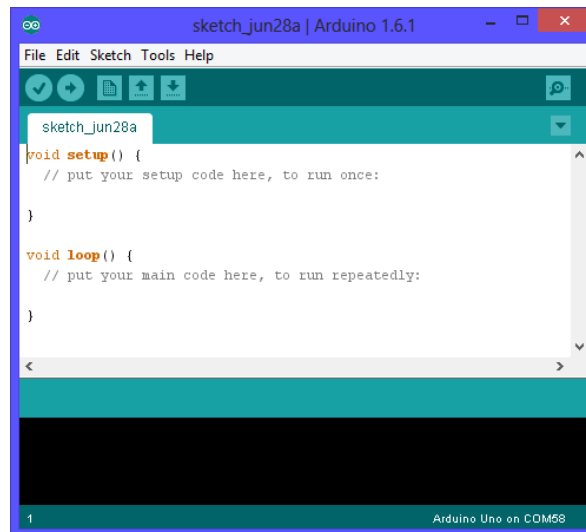 sketch_jun28a | Arduino 1.6.1
File Edit Sketch Tools Help
sketch_jun28a
void setup() {
  // put your setup code here, to run once:
}
void loop() {
  // put your main code here, to run repeatedly:
}
1
Arduino Uno on COM58